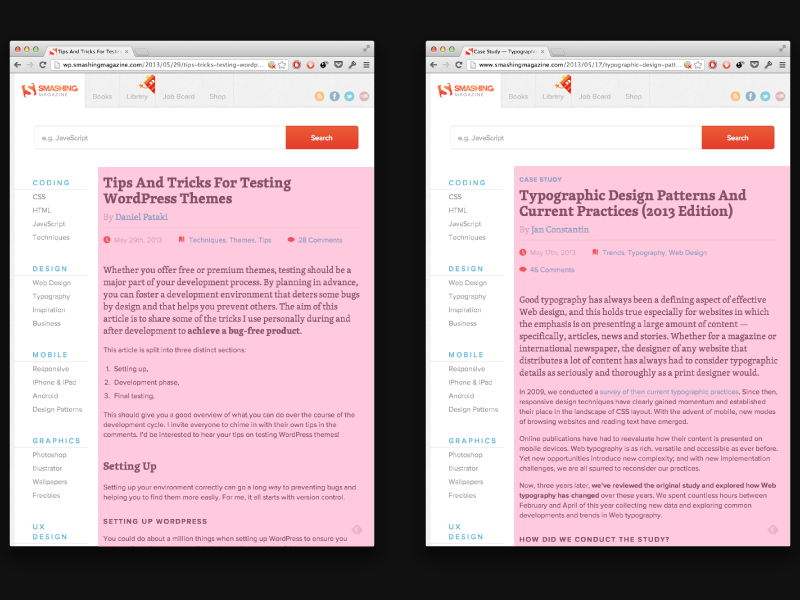 Tips And Tricks For Testing
wp.smashingmagazine.com/2013/05/29/tips-tricks-testing-wordp...
SMASHING
MAGAZINE
Books
Library
Job Board
Shop
e.g. JavaScript
Search
CODING
CSS
HTML
JavaScript
Techniques
DESIGN
Web Design
Typography
Inspiration
Business
MOBILE
Responsive
iPhone & iPad
Android
Design Patterns
GRAPHICS
Photoshop
Illustrator
Wallpapers
Freebies
UX
DESIGN
Tips And Tricks For Testing
WordPress Themes
By Daniel Pataki
May 29th, 2013
Techniques, Themes, Tips
28 Comments
Whether you offer free or premium themes, testing should be a
major part of your development process. By planning in advance,
you can foster a development environment that deters some bugs
by design and that helps you prevent others. The aim of this
article is to share some of the tricks I use personally during and
after development to achieve a bug-free product.
This article is split into three distinct sections:
1. Setting up,
2. Development phase,
3. Final testing.
This should give you a good overview of what you can do over the course of the
development cycle. I invite everyone to chime in with their own tips in the
comments. I'd be interested to hear your tips on testing WordPress themes!
Setting Up
Setting up your environment correctly can go a long way to preventing bugs and
helping you to find them more easily. For me, it all starts with version control.
SETTING UP WORDPRESS
You could do about a million things when setting up WordPress to ensure you
Case Study — Typographic
www.smashingmagazine.com/2013/05/17/typographic-design-patt...
SMASHING
MAGAZINE
Books
Library
Job Board
Shop
e.g. JavaScript
Search
CODING
CSS
HTML
JavaScript
Techniques
DESIGN
Web Design
Typography
Inspiration
Business
MOBILE
Responsive
iPhone & iPad
Android
Design Patterns
GRAPHICS
Photoshop
Illustrator
Wallpapers
Freebies
UX
DESIGN
CASE STUDY
Typographic Design Patterns And
Current Practices (2013 Edition)
By Jan Constantin
May 17th, 2013
Trends, Typography, Web Design
45 Comments
Good typography has always been a defining aspect of effective
Web design, and this holds true especially for websites in which
the emphasis is on presenting a large amount of content —
specifically, articles, news and stories. Whether for a magazine or
international newspaper, the designer of any website that
distributes a lot of content has always had to consider typographic
details as seriously and thoroughly as a print designer would.
In 2009, we conducted a survey of then current typographic practices. Since then,
responsive design techniques have clearly gained momentum and established
their place in the landscape of CSS layout. With the advent of mobile, new modes
of browsing websites and reading text have emerged.
Online publications have had to reevaluate how their content is presented on
mobile devices. Web typography is as rich, versatile and accessible as ever before.
Yet new opportunities introduce new complexity; and with new implementation
challenges, we are all spurred to reconsider our practices.
Now, three years later, we've reviewed the original study and explored how Web
typography has changed over these years. We spent countless hours between
February and April of this year collecting new data and exploring common
developments and trends in Web typography.
HOW DID WE CONDUCT THE STUDY?